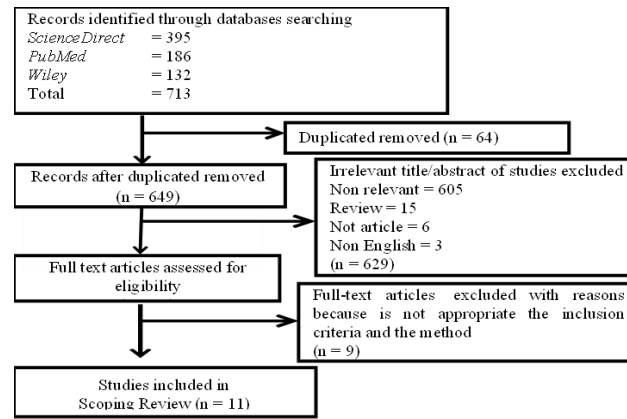 Records identified through databases searching
ScienceDirect = 395
PubMed = 186
Wiley = 132
Total = 713
Duplicated removed (n = 64)
Records after duplicated removed
(n = 649)
Irrelevant title/abstract of studies excluded
Non relevant = 605
Review = 15
Not article = 6
Non English = 3
(n = 629)
Full text articles assessed for
eligibility
Full-text articles excluded with reasons
because is not appropriate the inclusion
criteria and the method
(n = 9)
Studies included in
Scoping Review (n = 11)